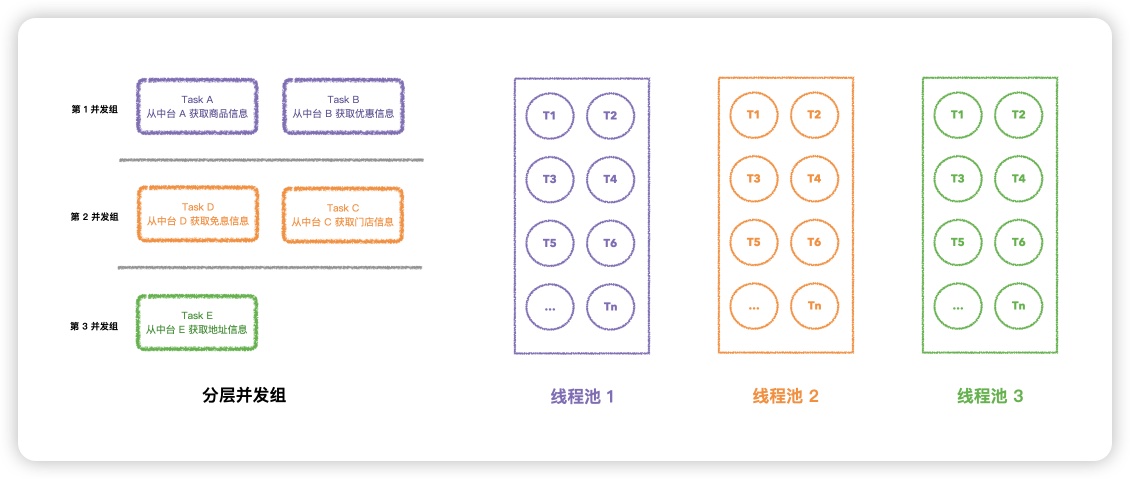 第 1 并发组
Task A
从中台 A 获取商品信息
Task B
从中台 B 获取优惠信息
第 2 并发组
Task D
从中台 D 获取免息信息
Task C
从中台 C 获取门店信息
第 3 并发组
Task E
从中台 E 获取地址信息
分层并发组
T1 T2
T3 T4
T5 T6
... Tn
线程池 1
T1 T2
T3 T4
T5 T6
... Tn
线程池 2
T1 T2
T3 T4
T5 T6
... Tn
线程池 3